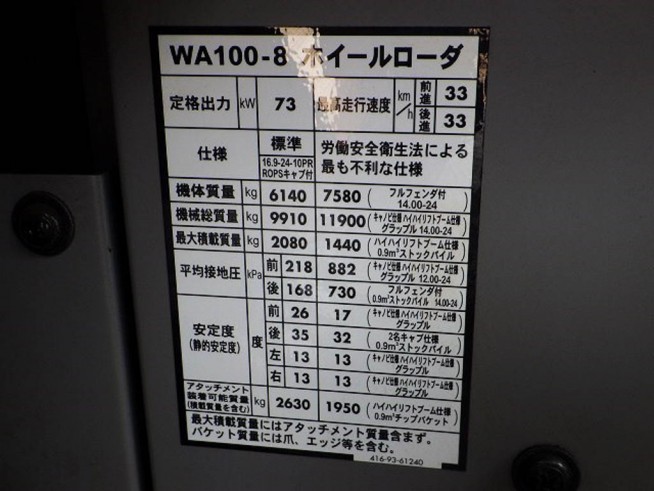 WA100-8 ホイールローダ
定格出力 kW 73 最高走行速度 km/h 前進 33
後進 33
仕様 標準 16.9-24-10PR ROPSキャブ付 労働安全衛生法による
最も不利な仕様
機体質量 kg 6140 7580 (フルフェンダ付 14.00-24)
機械総質量 kg 9910 11900 (キャノピ仕様 ハイハイリフトブーム仕様 グラップル 14.00-24)
最大積載質量 kg 2080 1440 (ハイハイリフトブーム仕様 0.9m³ストックパイル)
平均接地圧 kPa 前 218 882 (キャノピ仕様 ハイハイリフトブーム仕様 グラップル 12.00-24)
後 168 730 (フルフェンダ付 0.9m³ストックパイル 14.00-24)
安定度 (静的安定度) 度 前 26 17 (キャノピ仕様 ハイハイリフトブーム仕様 グラップル)
後 35 32 (2名キャブ仕様 0.9m³ストックパイル)
左 13 13 (キャノピ仕様 ハイハイリフトブーム仕様 グラップル)
右 13 13 (キャノピ仕様 ハイハイリフトブーム仕様 グラップル)
アタッチメント装着可能質量 (積載質量を含む) kg 2630 1950 (ハイハイリフトブーム仕様 0.9m³チップバケット)
最大積載質量にはアタッチメント質量含まず。
バケット質量には爪、エッジ等を含む。
416-93-61240